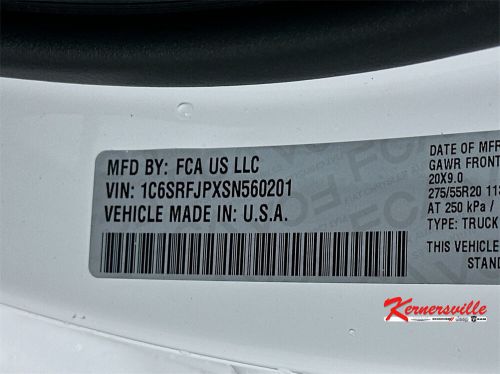 MFD BY: FCA US LLC
VIN: 1C6SRFJPXSN560201
VEHICLE MADE IN: U.S.A.
DATE OF MFR
GAWR FRONT
20X9.0
275/55R20 113
AT 250 kPa /
TYPE: TRUCK
THIS VEHICLE
STAND
Kernersville